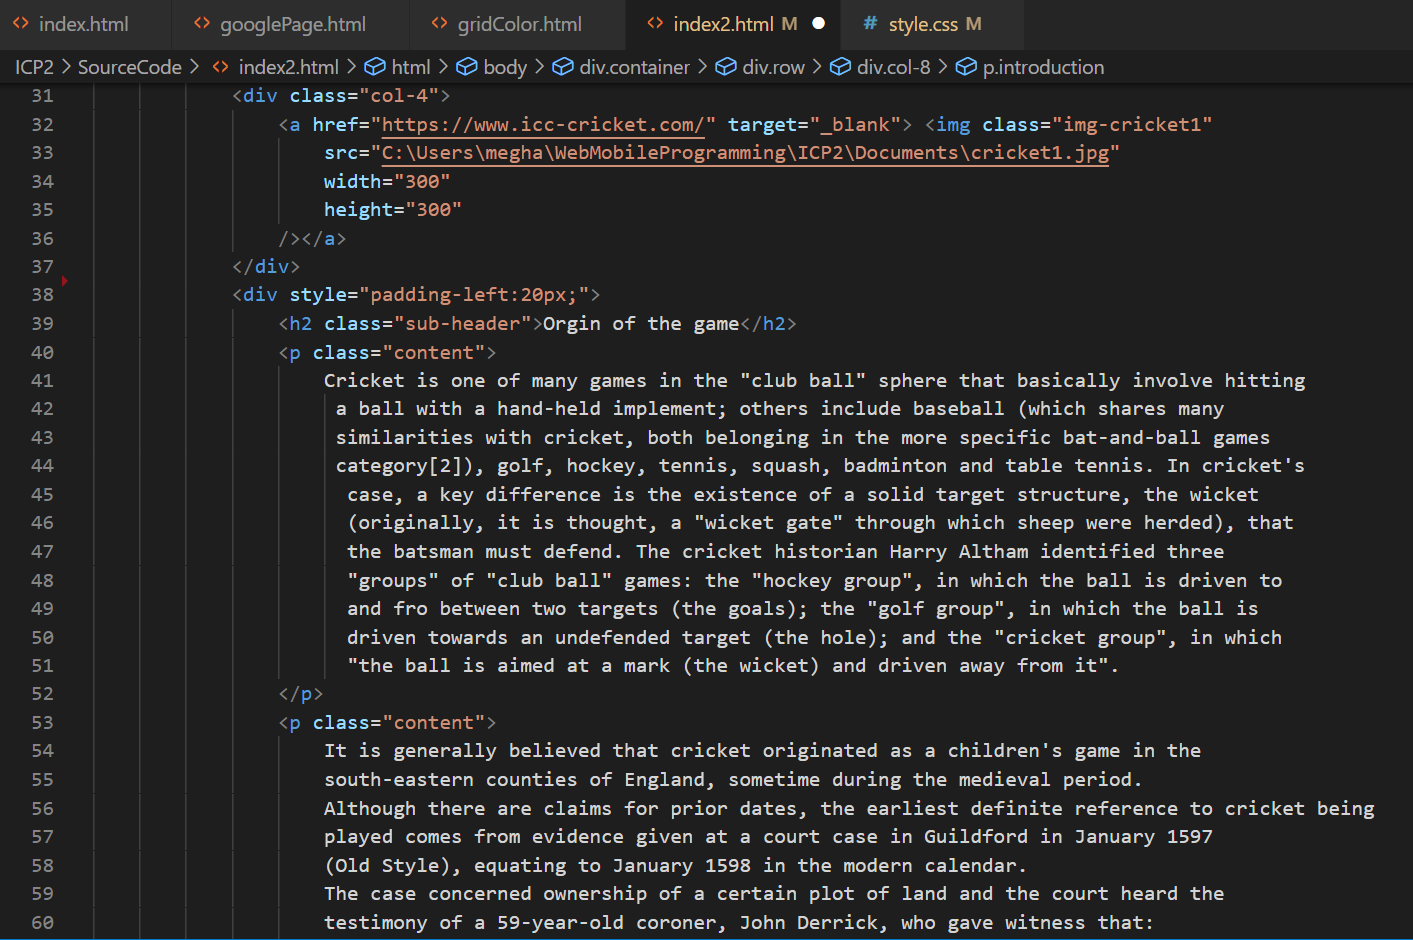 index.html googlePage.html gridColor.html index2.html M # style.css M
ICP2 > SourceCode > index2.html > html > body > div.container > div.row > div.col-8 > p.introduction
31 <div class="col-4">
32 <a href="https://www.icc-cricket.com/" target="_blank"> <img class="img-cricket1"
33 src="C:\Users\megha\WebMobileProgramming\ICP2\Documents\cricket1.jpg"
34 width="300"
35 height="300"
36 /></a>
37 </div>
38 <div style="padding-left:20px;">
39 <h2 class="sub-header">Orgin of the game</h2>
40 <p class="content">
41 Cricket is one of many games in the "club ball" sphere that basically involve hitting
42 a ball with a hand-held implement; others include baseball (which shares many
43 similarities with cricket, both belonging in the more specific bat-and-ball games
44 category[2]), golf, hockey, tennis, squash, badminton and table tennis. In cricket's
45 case, a key difference is the existence of a solid target structure, the wicket
46 (originally, it is thought, a "wicket gate" through which sheep were herded), that
47 the batsman must defend. The cricket historian Harry Altham identified three
48 "groups" of "club ball" games: the "hockey group", in which the ball is driven to
49 and fro between two targets (the goals); the "golf group", in which the ball is
50 driven towards an undefended target (the hole); and the "cricket group", in which
51 "the ball is aimed at a mark (the wicket) and driven away from it".
52 </p>
53 <p class="content">
54 It is generally believed that cricket originated as a children's game in the
55 south-eastern counties of England, sometime during the medieval period.
56 Although there are claims for prior dates, the earliest definite reference to cricket being
57 played comes from evidence given at a court case in Guildford in January 1597
58 (Old Style), equating to January 1598 in the modern calendar.
59 The case concerned ownership of a certain plot of land and the court heard the
60 testimony of a 59-year-old coroner, John Derrick, who gave witness that: